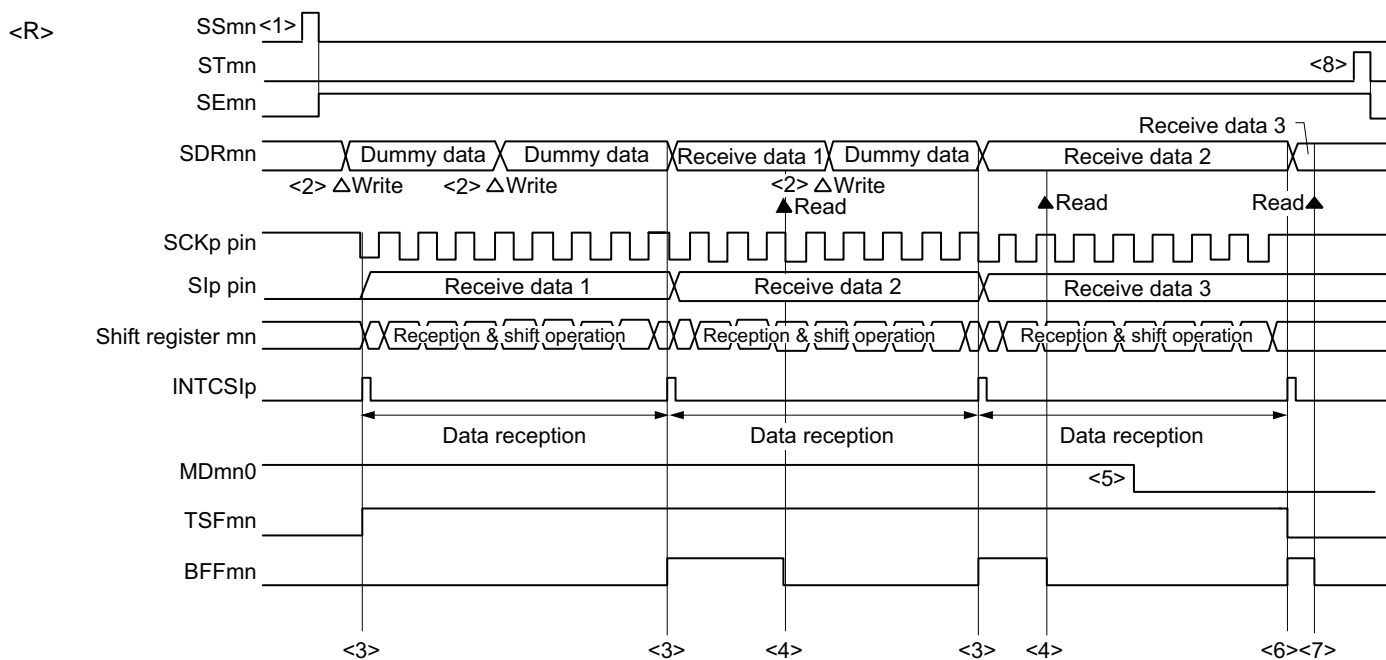 <R>
SSmn <1>
STmn <8>
SEmn
Receive data 3
SDRmn Dummy data Dummy data Receive data 1 Dummy data Receive data 2
<2> △Write <2> △Write <2> △Write
▲Read ▲Read Read▲
SCKp pin
SIp pin Receive data 1 Receive data 2 Receive data 3
Shift register mn Reception & shift operation Reception & shift operation Reception & shift operation
INTCSIp
Data reception Data reception Data reception
MDmn0 <5>
TSFmn
BFFmn
<3> <3> <4> <3> <4> <6><7>